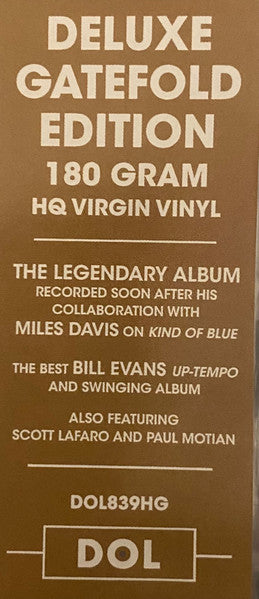 DELUXE
GATEFOLD
EDITION
180 GRAM
HQ VIRGIN VINYL
THE LEGENDARY ALBUM
RECORDED SOON AFTER HIS
COLLABORATION WITH
MILES DAVIS ON KIND OF BLUE
THE BEST BILL EVANS UP-TEMPO
AND SWINGING ALBUM
ALSO FEATURING
SCOTT LAFARO AND PAUL MOTIAN
DOL839HG
DOL